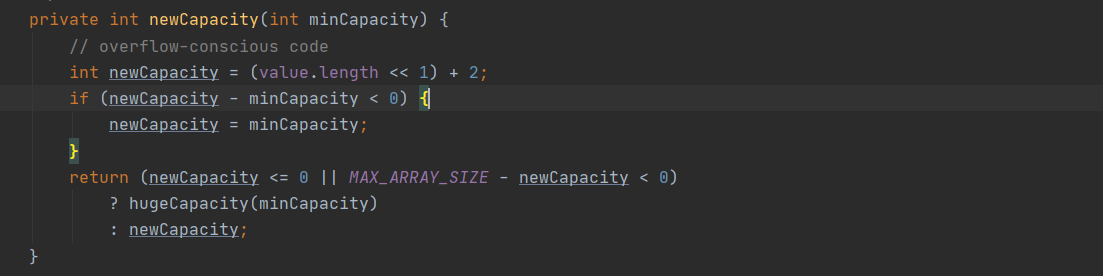 private int newCapacity(int minCapacity) {
    // overflow-conscious code
    int newCapacity = (value.length << 1) + 2;
    if (newCapacity - minCapacity < 0) {
        newCapacity = minCapacity;
    }
    return (newCapacity <= 0 || MAX_ARRAY_SIZE - newCapacity < 0)
        ? hugeCapacity(minCapacity)
        : newCapacity;
}